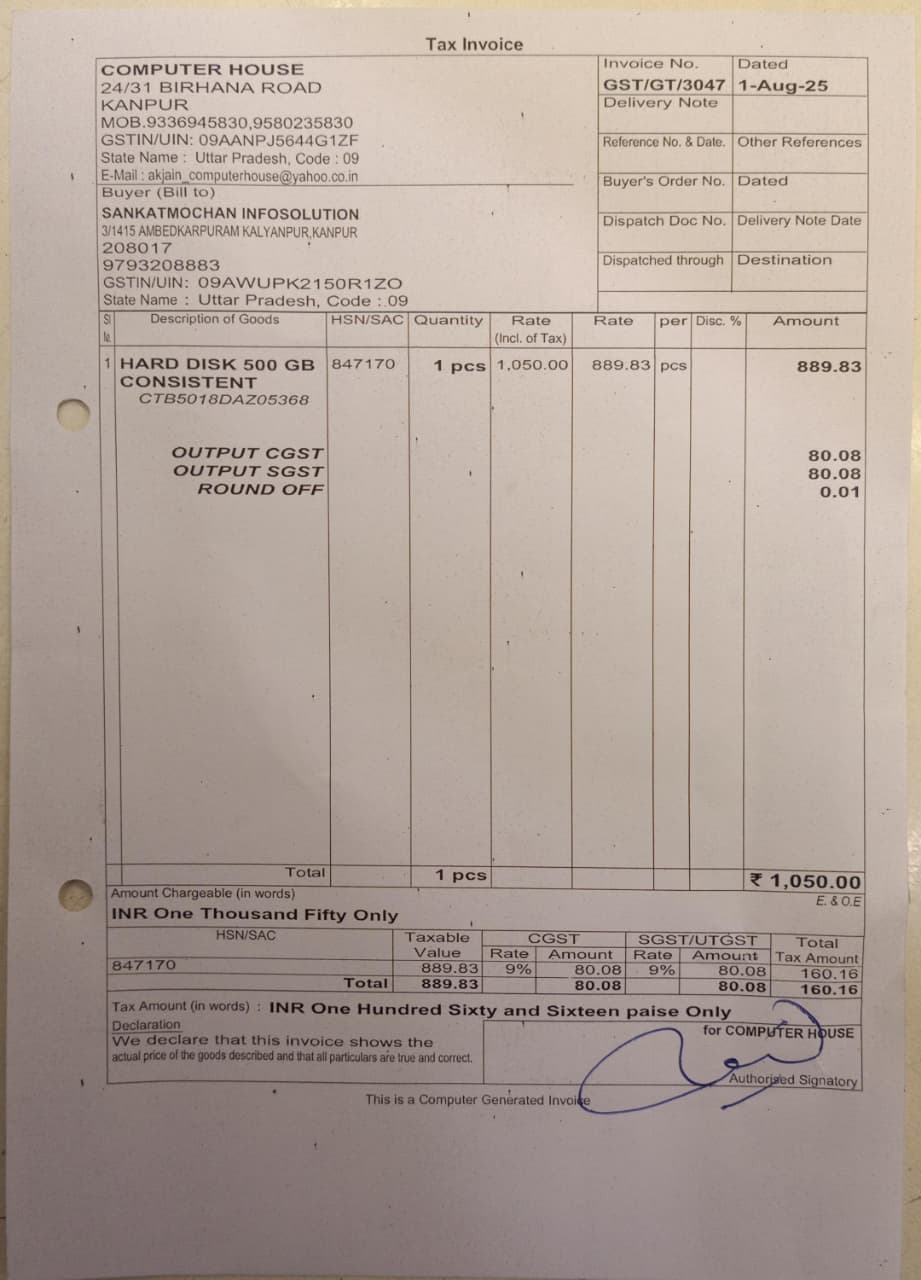 Tax Invoice
COMPUTER HOUSE
24/31 BIRHANA ROAD
KANPUR
MOB.9336945830,9580235830
GSTIN/UIN: 09AANPJ5644G1ZF
State Name : Uttar Pradesh, Code : 09
E-Mail : akjain_computerhouse@yahoo.co.in
Invoice No. Dated
GST/GT/3047 1-Aug-25
Delivery Note
Reference No. & Date. Other References
Buyer's Order No. Dated
Dispatch Doc No. Delivery Note Date
Dispatched through Destination
Buyer (Bill to)
SANKATMOCHAN INFOSOLUTION
3/1415 AMBEDKARPURAM KALYANPUR,KANPUR
208017
9793208883
GSTIN/UIN: 09AWUPK2150R1ZO
State Name : Uttar Pradesh, Code : 09
Sl Description of Goods HSN/SAC Quantity Rate Rate per Disc. % Amount
No. (Incl. of Tax)
1 HARD DISK 500 GB 847170 1 pcs 1,050.00 889.83 pcs 889.83
CONSISTENT
CTB5018DAZ05368
OUTPUT CGST 80.08
OUTPUT SGST 80.08
ROUND OFF 0.01
Total 1 pcs ₹ 1,050.00
Amount Chargeable (in words) E. & O.E
INR One Thousand Fifty Only
HSN/SAC Taxable CGST SGST/UTGST Total
Value Rate Amount Rate Amount Tax Amount
847170 889.83 9% 80.08 9% 80.08 160.16
Total 889.83 80.08 80.08 160.16
Tax Amount (in words) : INR One Hundred Sixty and Sixteen paise Only
Declaration
We declare that this invoice shows the
actual price of the goods described and that all particulars are true and correct.
for COMPUTER HOUSE
Authorised Signatory
This is a Computer Generated Invoice